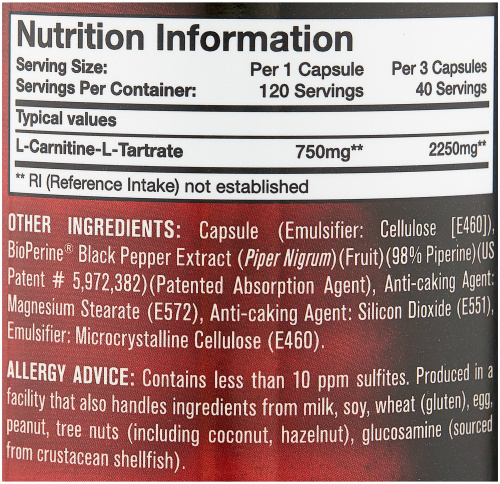 Nutrition Information
Serving Size: Per 1 Capsule Per 3 Capsules
Servings Per Container: 120 Servings 40 Servings
Typical values
L-Carnitine-L-Tartrate 750mg** 2250mg**
** RI (Reference Intake) not established
OTHER INGREDIENTS: Capsule (Emulsifier: Cellulose [E460]),
BioPerine® Black Pepper Extract (Piper Nigrum)(Fruit)(98% Piperine)(US
Patent # 5,972,382)(Patented Absorption Agent), Anti-caking Agent:
Magnesium Stearate (E572), Anti-caking Agent: Silicon Dioxide (E551),
Emulsifier: Microcrystalline Cellulose (E460).
ALLERGY ADVICE: Contains less than 10 ppm sulfites. Produced in a
facility that also handles ingredients from milk, soy, wheat (gluten), egg,
peanut, tree nuts (including coconut, hazelnut), glucosamine (sourced
from crustacean shellfish).